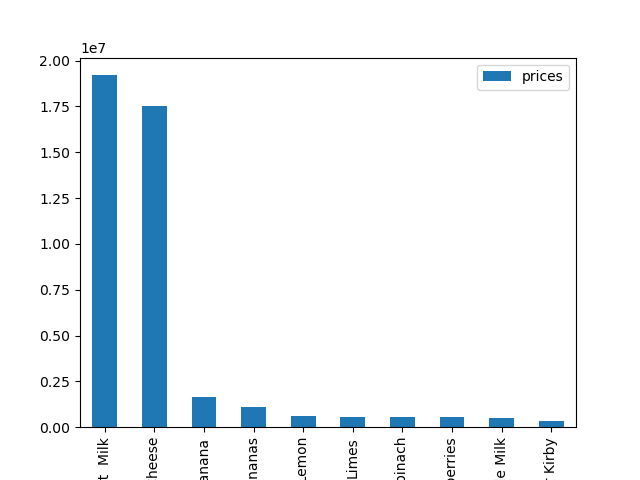 1e7
2.00
1.75
1.50
1.25
1.00
0.75
0.50
0.25
0.00
prices
t  Milk
heese
anana
nanas
Lemon
Limes
pinach
berries
e Milk
r Kirby